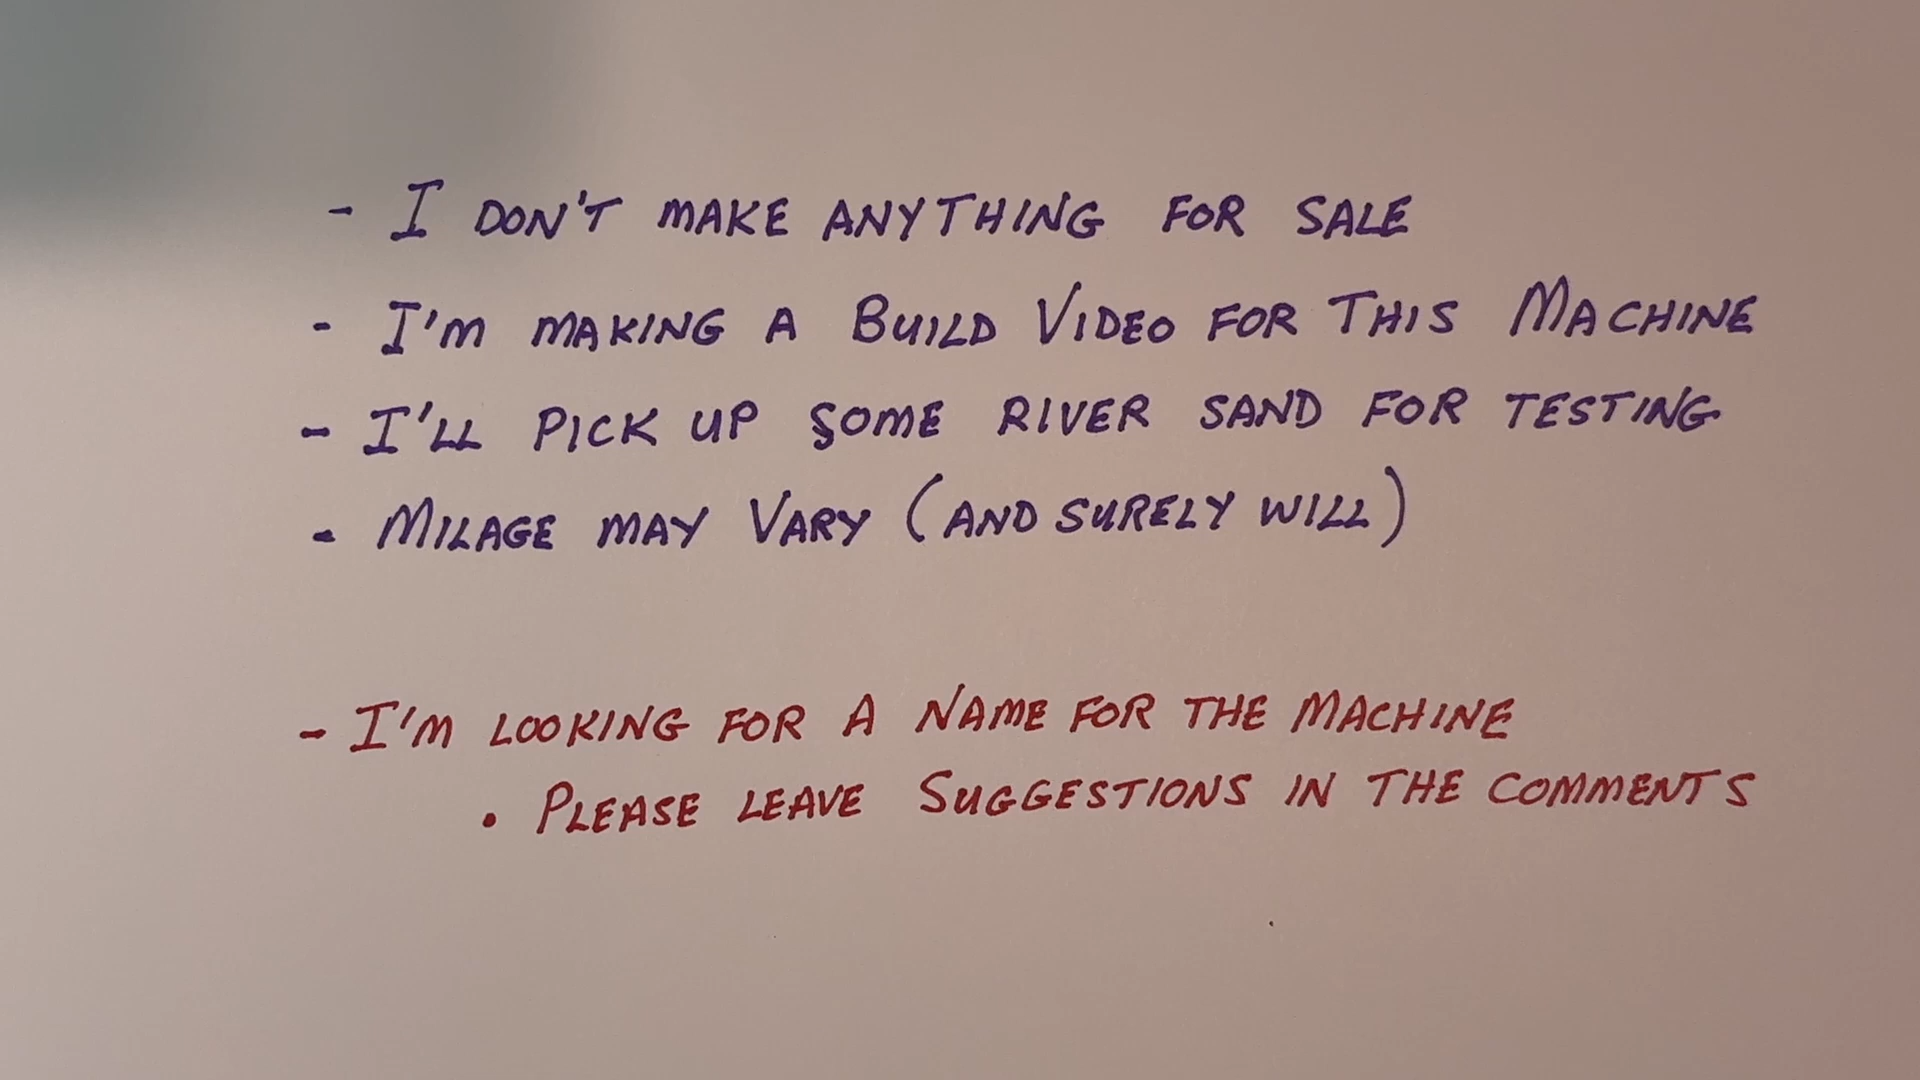 - I DON'T MAKE ANYTHING FOR SALE
- I'M MAKING A BUILD VIDEO FOR THIS MACHINE
- I'LL PICK UP SOME RIVER SAND FOR TESTING
- MILAGE MAY VARY (AND SURELY WILL)
- I'M LOOKING FOR A NAME FOR THE MACHINE
• PLEASE LEAVE SUGGESTIONS IN THE COMMENTS